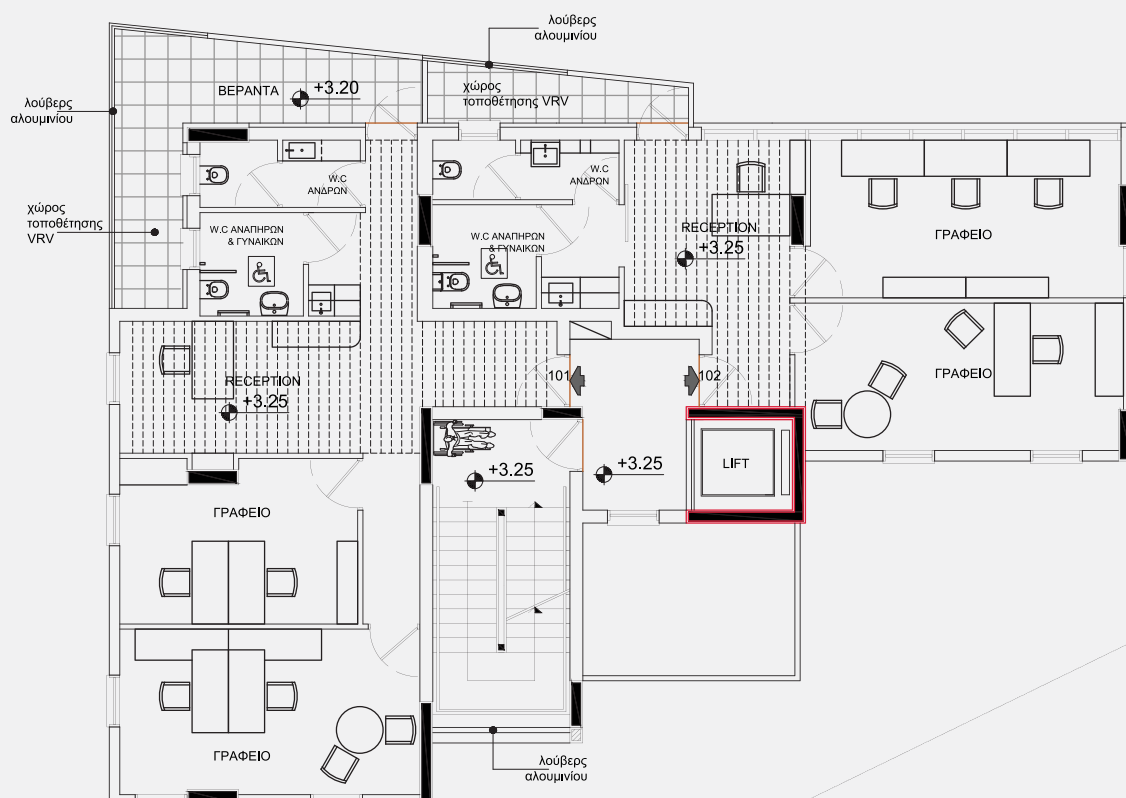 λούβερς
αλουμινίου
ΒΕΡΑΝΤΑ
+3.20
χώρος
τοποθέτησης VRV
λούβερς
αλουμινίου
W.C
ΑΝΔΡΩΝ
W.C
ΑΝΔΡΩΝ
χώρος
τοποθέτησης
VRV
W.C ΑΝΑΠΗΡΩΝ
& ΓΥΝΑΙΚΩΝ
W.C ΑΝΑΠΗΡΩΝ
& ΓΥΝΑΙΚΩΝ
RECEPTION
+3.25
ΓΡΑΦΕΙΟ
RECEPTION
+3.25
101
102
ΓΡΑΦΕΙΟ
+3.25
+3.25
LIFT
ΓΡΑΦΕΙΟ
ΓΡΑΦΕΙΟ
λούβερς
αλουμινίου